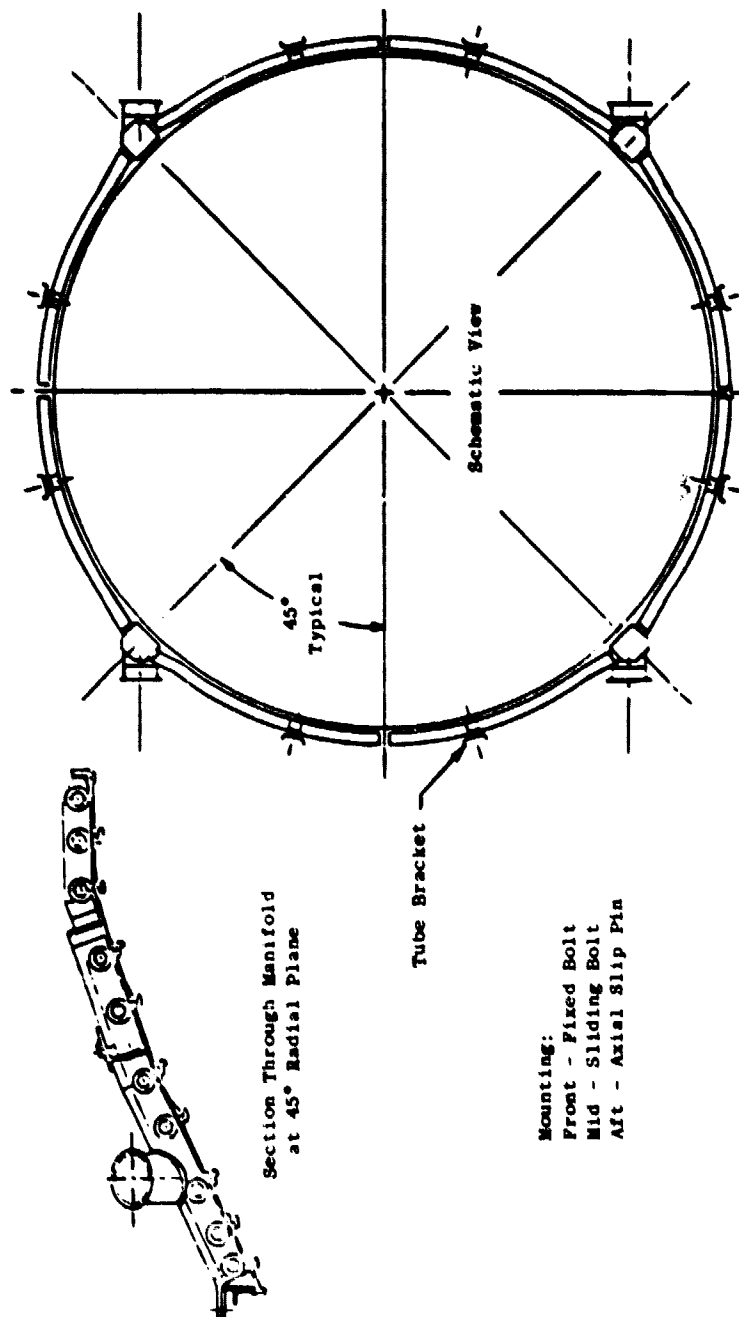 Section Through Manifold
at 45° Radial Plane
45°
Typical
Schematic View
Tube Bracket
Mounting:
Front - Fixed Bolt
Mid - Sliding Bolt
Aft - Axial Slip Pin